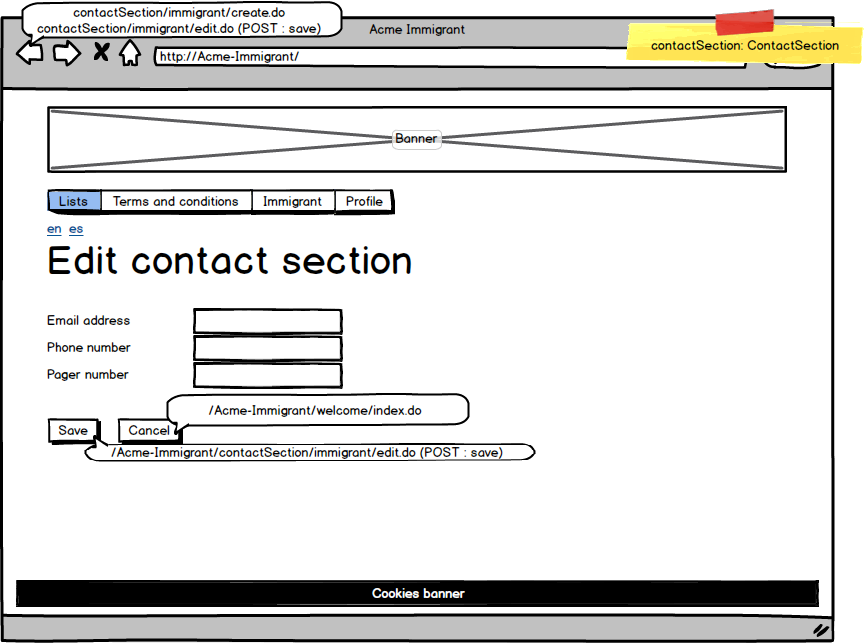 contactSection/immigrant/create.do
contactSection/immigrant/edit.do (POST : save)
Acme Immigrant
contactSection: ContactSection
http://Acme-Immigrant/
Banner
Lists Terms and conditions Immigrant Profile
en es
Edit contact section
Email address
Phone number
Pager number
/Acme-Immigrant/welcome/index.do
Save Cancel
/Acme-Immigrant/contactSection/immigrant/edit.do (POST : save)
Cookies banner